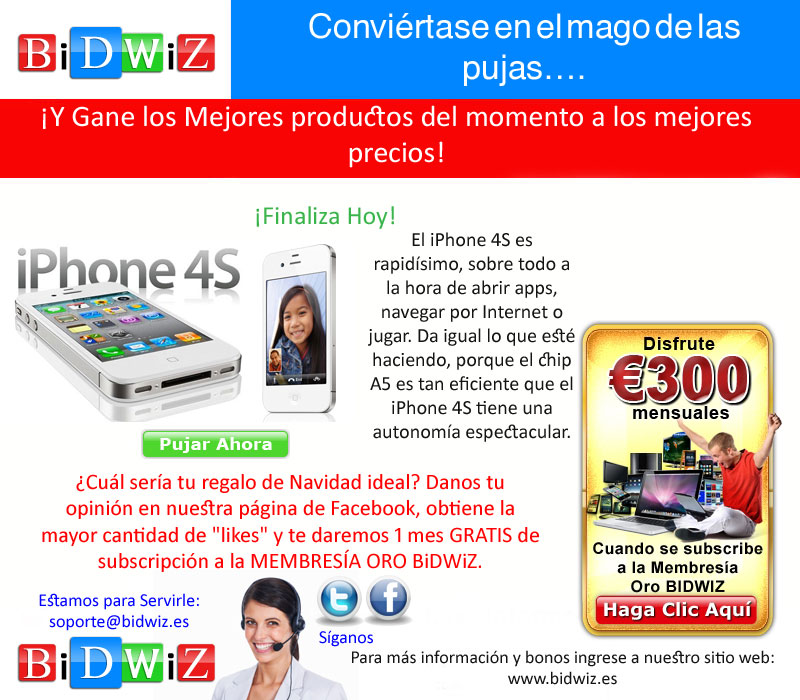 BiDWiZ
Conviértase en el mago de las
pujas....
¡Y Gane los Mejores productos del momento a los mejores
precios!
¡Finaliza Hoy!
iPhone 4S
El iPhone 4S es
rapidísimo, sobre todo a
la hora de abrir apps,
navegar por Internet o
jugar. Da igual lo que esté
haciendo, porque el chip
A5 es tan eficiente que el
iPhone 4S tiene una
autonomía espectacular.
Pujar Ahora
Disfrute
€300
mensuales
Cuando se subscribe
a la Membresía
Oro BIDWIZ
Haga Clic Aquí
¿Cuál sería tu regalo de Navidad ideal? Danos tu
opinión en nuestra página de Facebook, obtiene la
mayor cantidad de "likes" y te daremos 1 mes GRATIS de
subscripción a la MEMBRESÍA ORO BiDWiZ.
Estamos para Servirle:
soporte@bidwiz.es
BiDWiZ
t
f
Síganos
Para más información y bonos ingrese a nuestro sitio web:
www.bidwiz.es